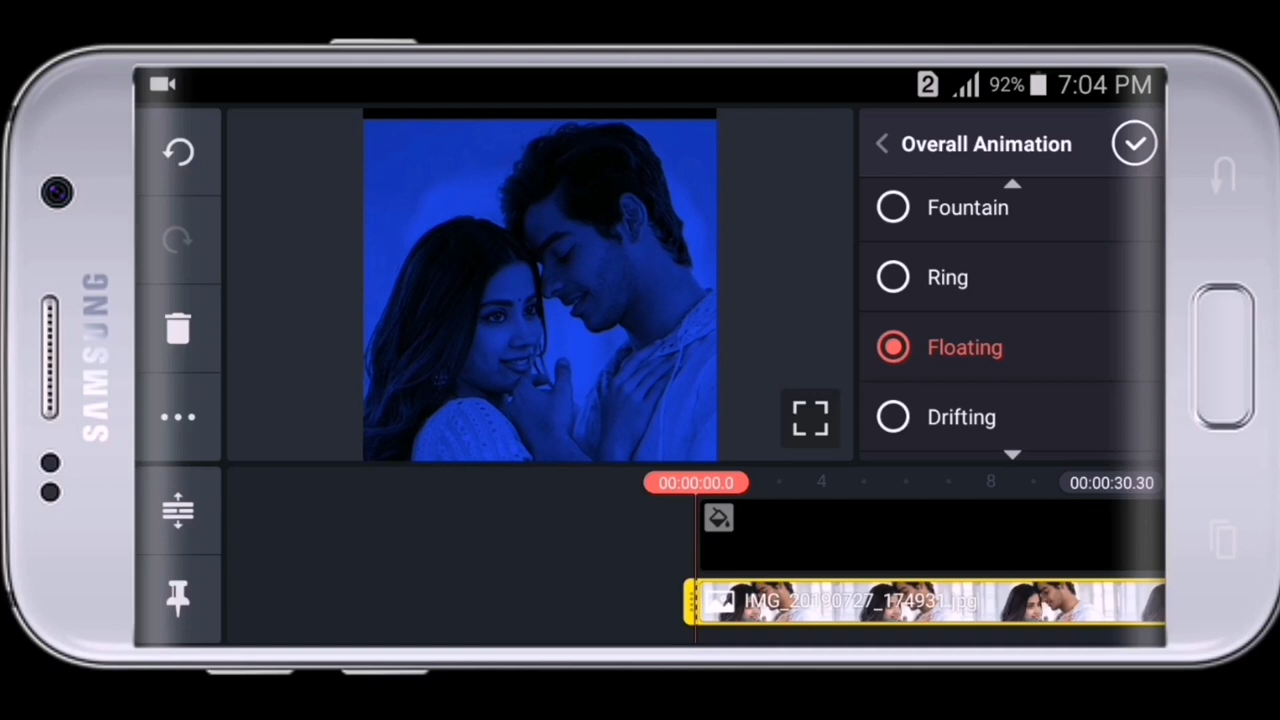 2 92% 7:04 PM
Overall Animation
Fountain
Ring
Floating
Drifting
SAMSUNG
00:00:00.0 4 8 00:00:30.30
IMG_20190727_174931.jpg